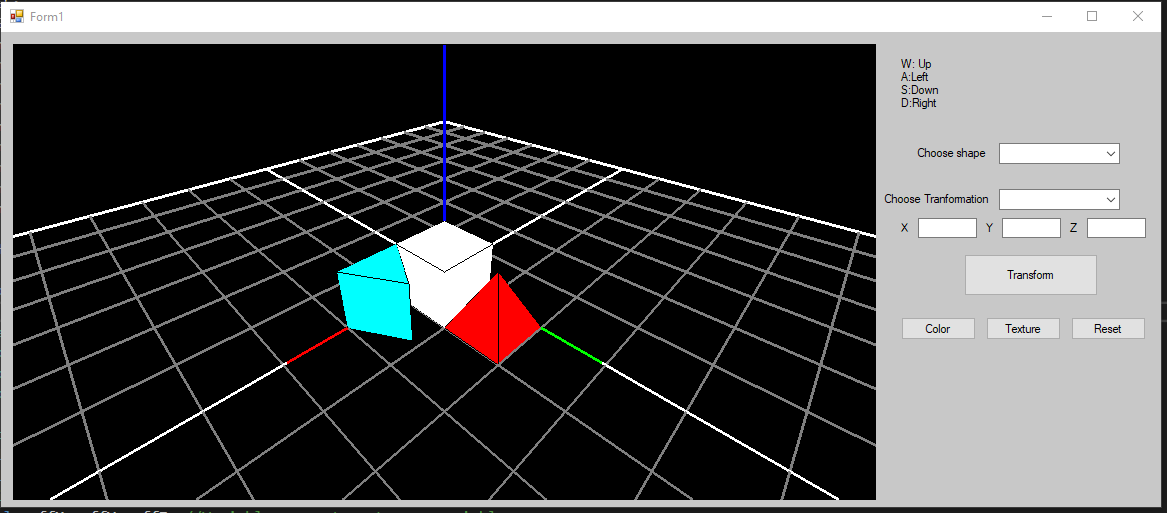 Form1
W: Up
A:Left
S:Down
D:Right
Choose shape
Choose Tranformation
X Y Z
Transform
Color Texture Reset